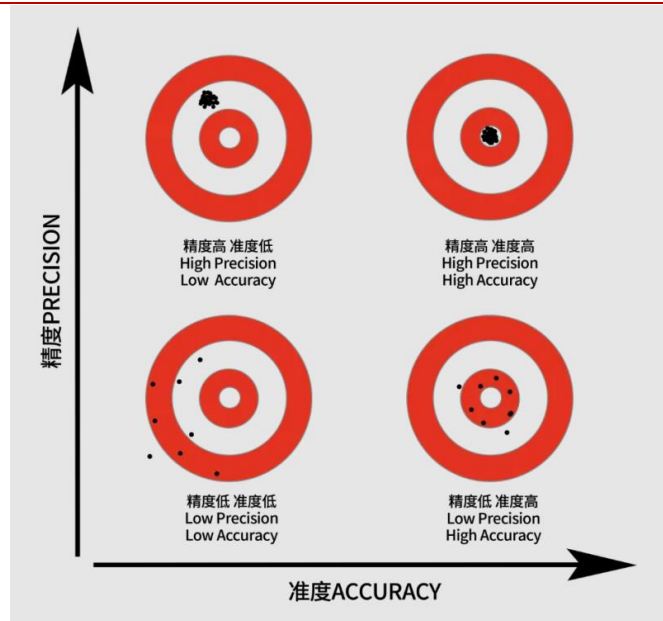 精度PRECISION
精度高 准度低
High Precision
Low Accuracy
精度高 准度高
High Precision
High Accuracy
精度低 准度低
Low Precision
Low Accuracy
精度低 准度高
Low Precision
High Accuracy
准度ACCURACY